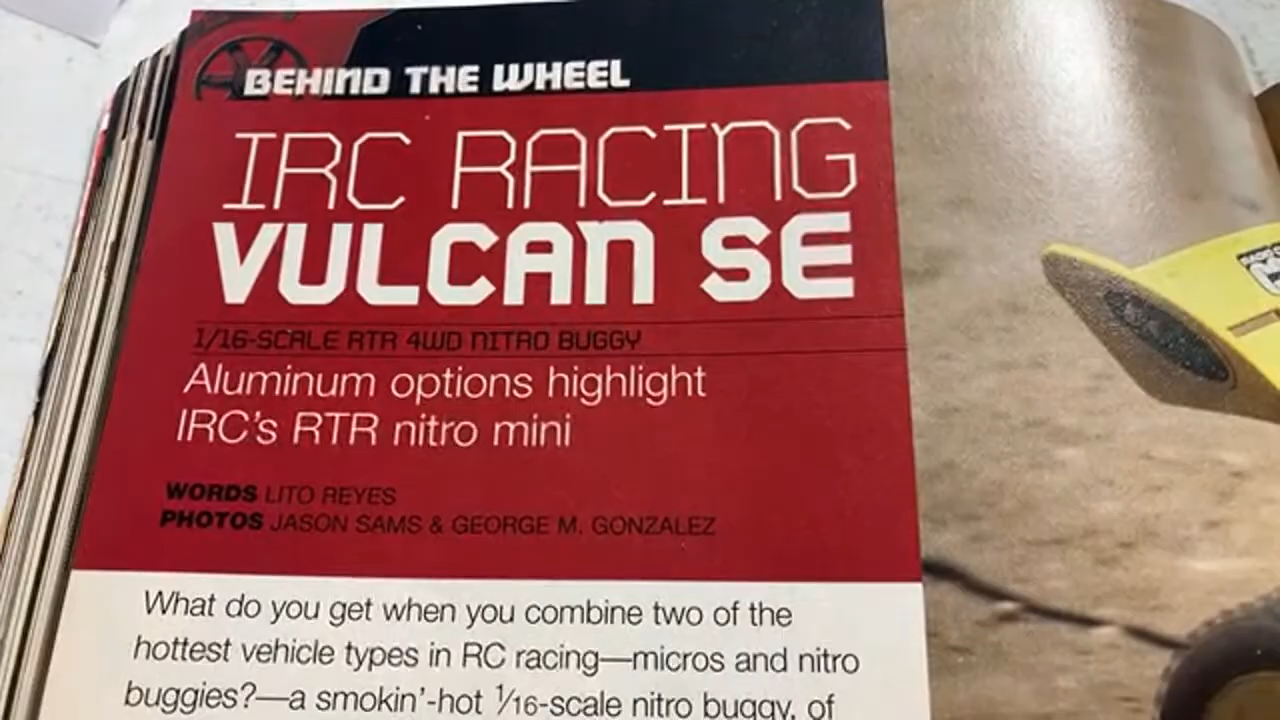 BEHIND THE WHEEL
IRC RACING
VULCAN SE
1/16-SCALE RTR 4WD NITRO BUGGY
Aluminum options highlight
IRC's RTR nitro mini
WORDS LITO REYES
PHOTOS JASON SAMS & GEORGE M. GONZALEZ
What do you get when you combine two of the
hottest vehicle types in RC racing—micros and nitro
buggies?—a smokin'-hot 1/16-scale nitro buggy, of